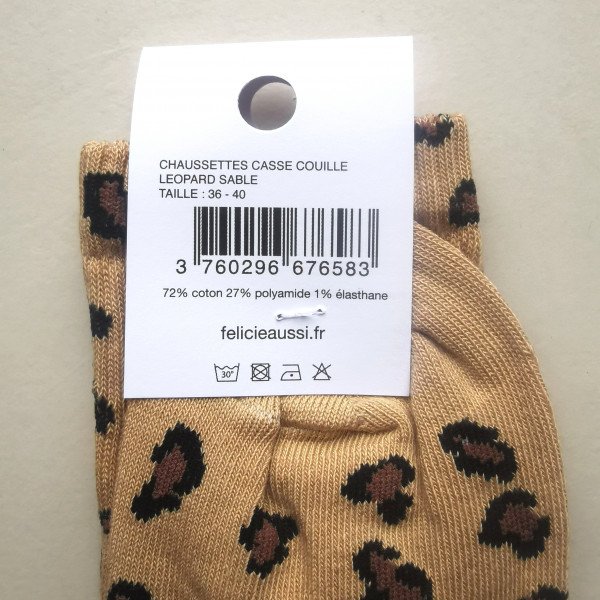 CHAUSSETTES CASSE COUILLE
LEOPARD SABLE
TAILLE : 36 - 40
3 760296 676583
72% coton 27% polyamide 1% élasthane
felicieaussi.fr
30°